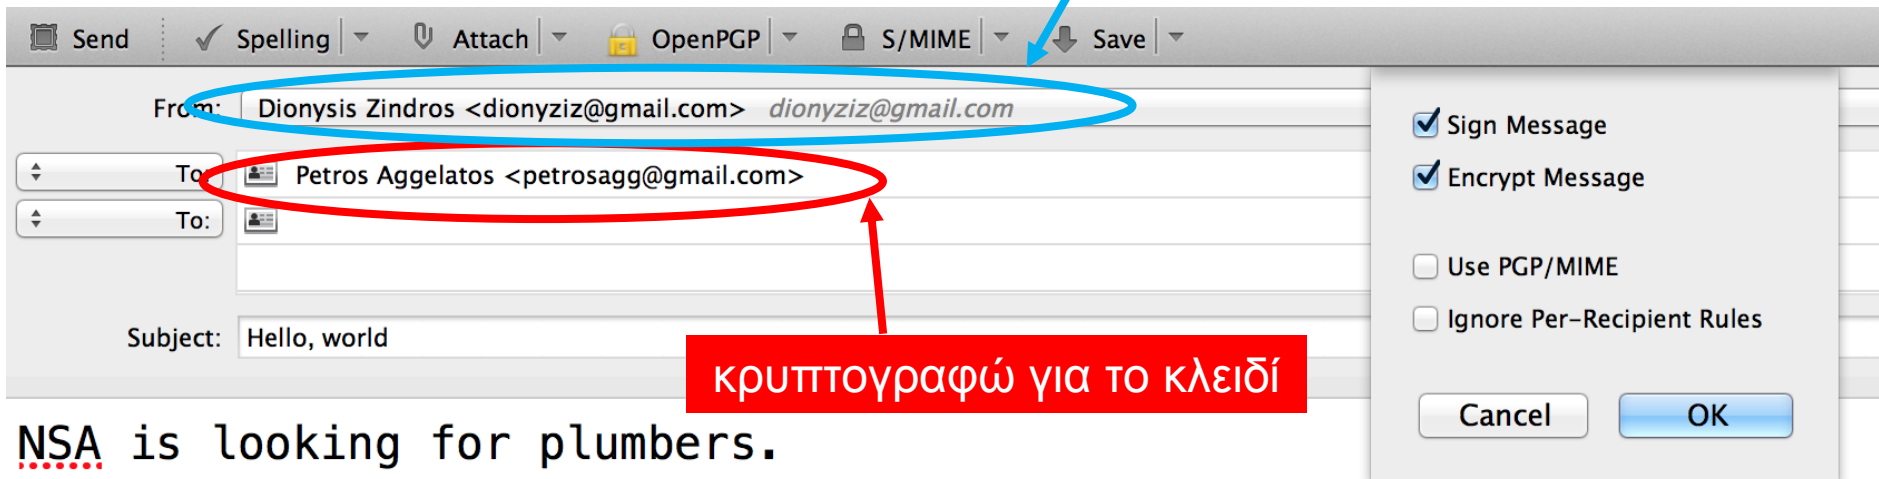 Send Spelling Attach OpenPGP S/MIME Save
From: Dionysis Zindros <dionyziz@gmail.com> dionyziz@gmail.com
To: Petros Aggelatos <petrosagg@gmail.com>
To:
Subject: Hello, world
κρυπτογραφώ για το κλειδί
NSA is looking for plumbers.
Sign Message
Encrypt Message
Use PGP/MIME
Ignore Per-Recipient Rules
Cancel OK